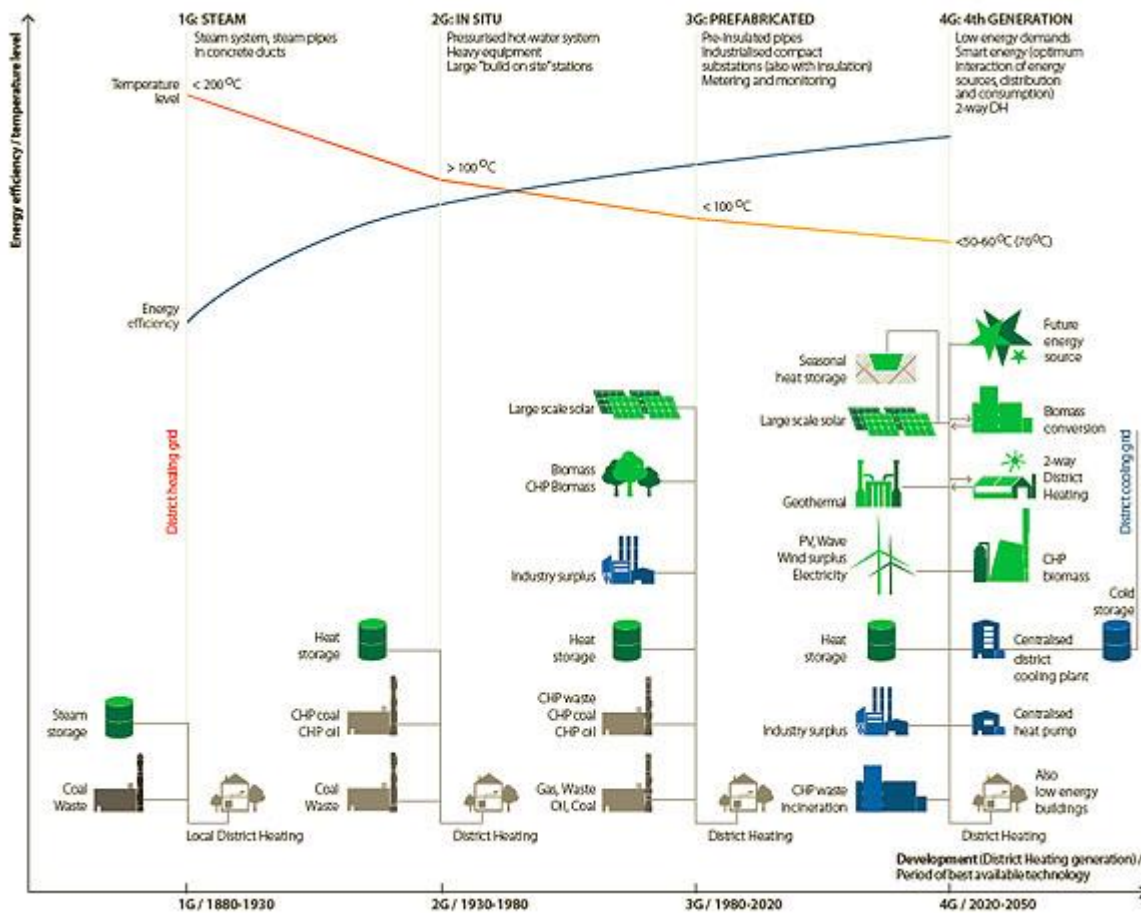 1G: STEAM
Steam system, steam pipes
in concrete ducts
2G: IN SITU
Pressurised hot-water system
Heavy equipment
Large "build on site" stations
3G: PREFABRICATED
Pre-insulated pipes
Industrialised compact
substations (also with insulation)
Metering and monitoring
4G: 4th GENERATION
Low energy demands
Smart energy (optimum
interaction of energy
sources, distribution
and consumption)
2-way DH
Energy efficiency / temperature level
Temperature
level
< 200 °C
> 100 °C
< 100 °C
<50-60 °C (70°C)
Energy
efficiency
District heating grid
Steam
storage
Coal
Waste
Local District Heating
Heat
storage
CHP coal
CHP oil
Coal
Waste
District Heating
Large scale solar
Biomass
CHP Biomass
Industry surplus
Heat
storage
CHP waste
CHP coal
CHP oil
Gas, Waste
Oil, Coal
District Heating
Seasonal
heat storage
Large scale solar
Geothermal
PV, Wave
Wind surplus
Electricity
Heat
storage
Industry surplus
CHP waste
incineration
Future
energy
source
Biomass
conversion
2-way
District
Heating
CHP
biomass
Centralised
district
cooling plant
Centralised
heat pump
Also
low energy
buildings
District Heating
Cold
storage
District cooling grid
Development (District Heating generation) /
Period of best available technology
1G / 1880-1930
2G / 1930-1980
3G / 1980-2020
4G / 2020-2050